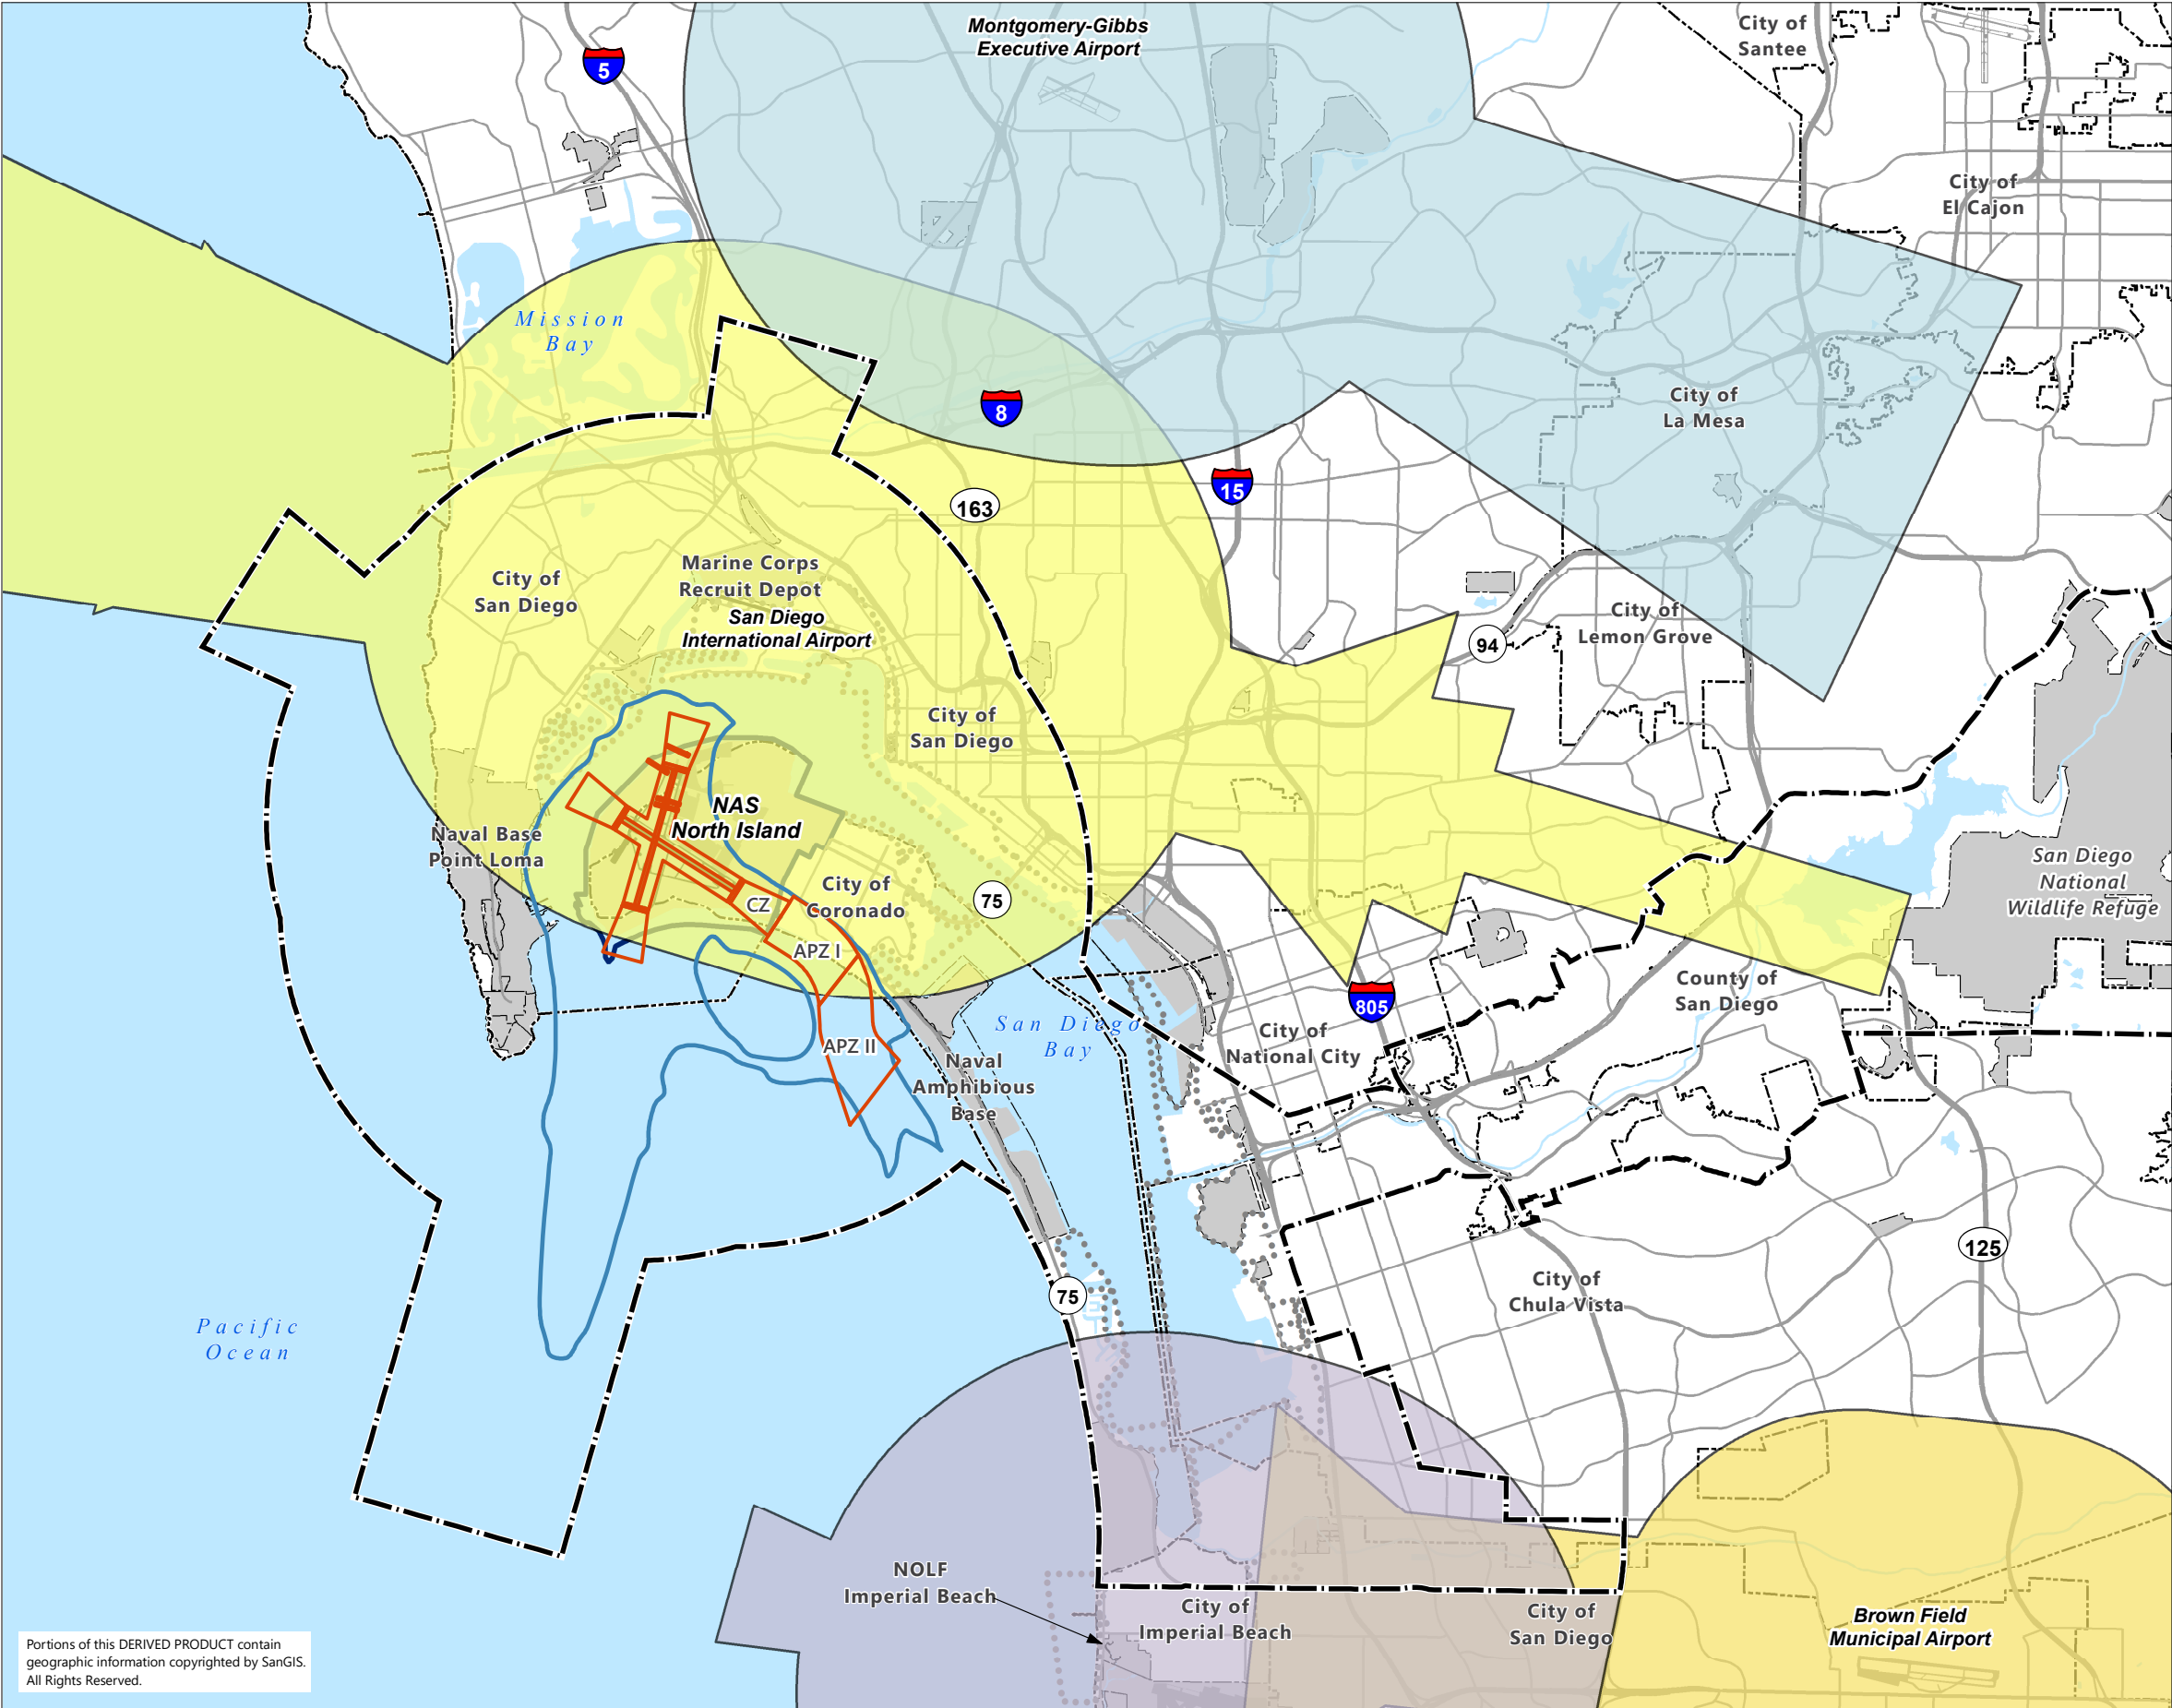 Montgomery-Gibbs
Executive Airport
City of
Santee
5
City of
El Cajon
Mission
Bay
8
City of
La Mesa
15
163
Marine Corps
Recruit Depot
City of
San Diego
San Diego
International Airport
City of
Lemon Grove
94
City of
San Diego
NAS
North Island
Naval Base
Point Loma
San Diego
National
Wildlife Refuge
City of
Coronado
CZ
75
APZ I
County of
San Diego
805
San Diego
Bay
City of
National City
APZ II
Naval
Amphibious
Base
125
75
City of
Chula Vista
Pacific
Ocean
NOLF
Imperial Beach
City of
Imperial Beach
City of
San Diego
Brown Field
Municipal Airport
Portions of this DERIVED PRODUCT contain
geographic information copyrighted by SanGIS.
All Rights Reserved.